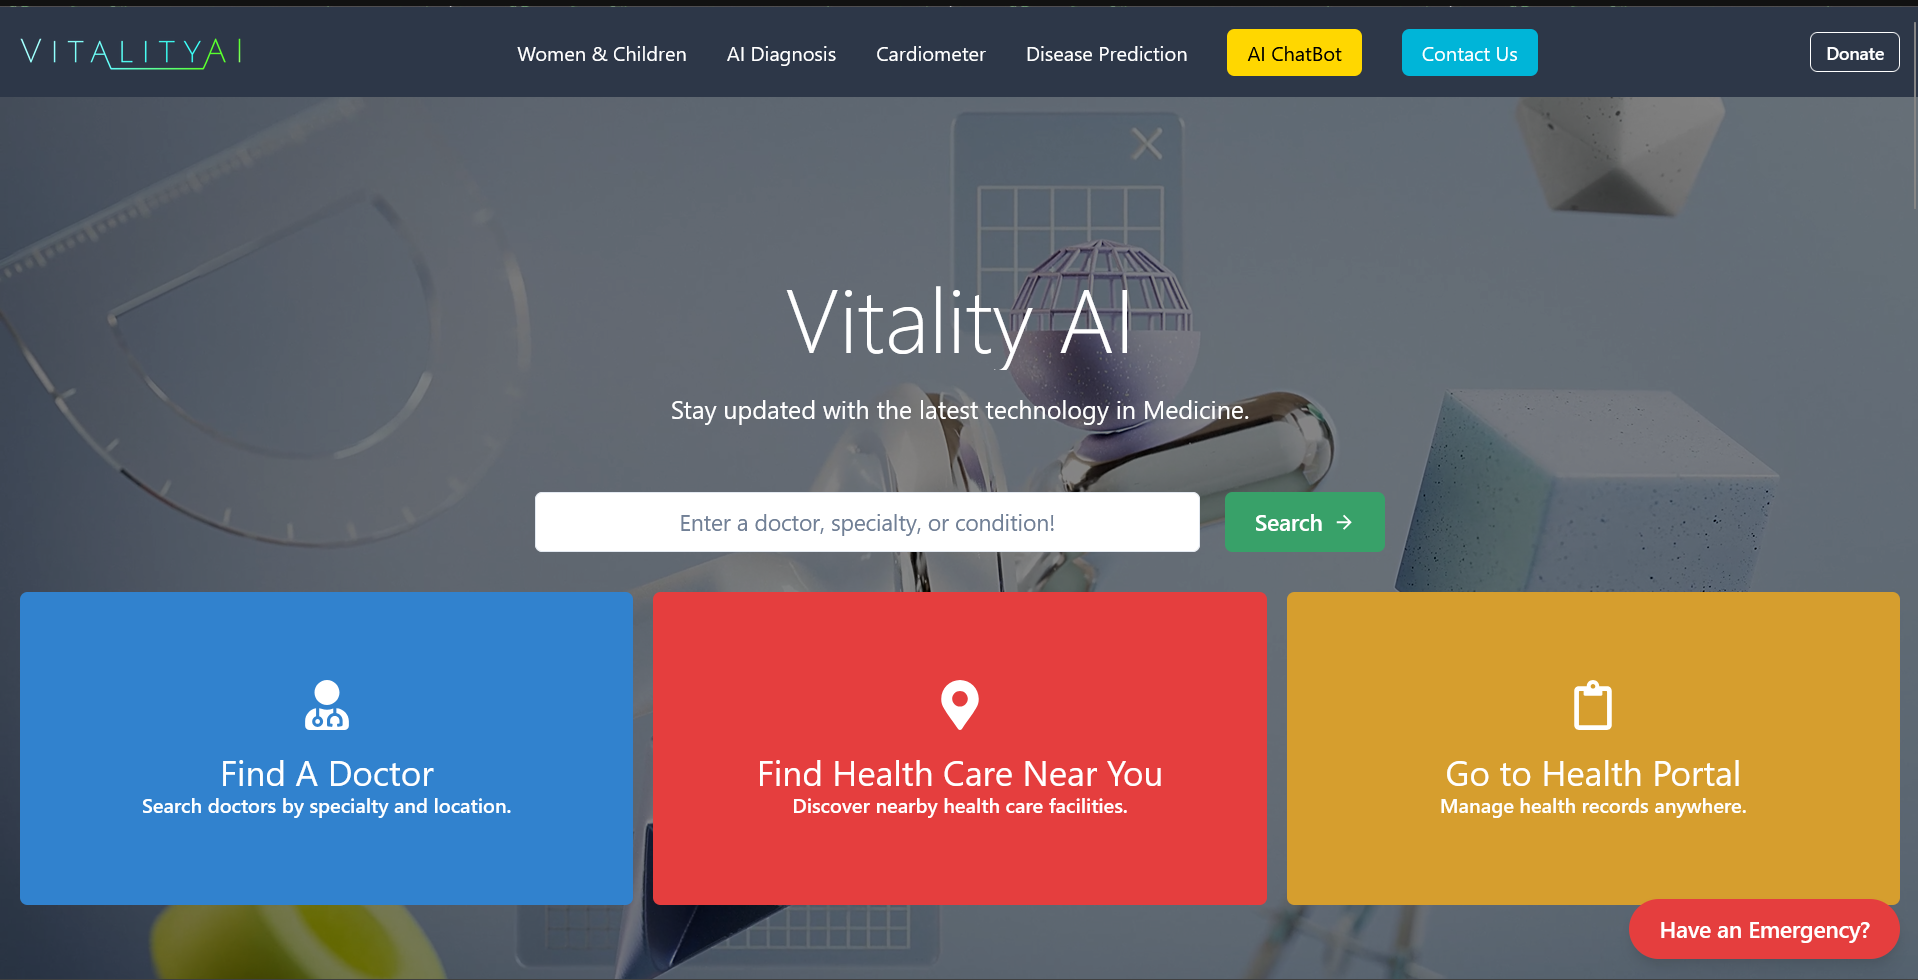 VITALITYAI
Women & Children
AI Diagnosis
Cardiometer
Disease Prediction
AI ChatBot
Contact Us
Donate
Vitality AI
Stay updated with the latest technology in Medicine.
Enter a doctor, specialty, or condition!
Search
Find A Doctor
Search doctors by specialty and location.
Find Health Care Near You
Discover nearby health care facilities.
Go to Health Portal
Manage health records anywhere.
Have an Emergency?